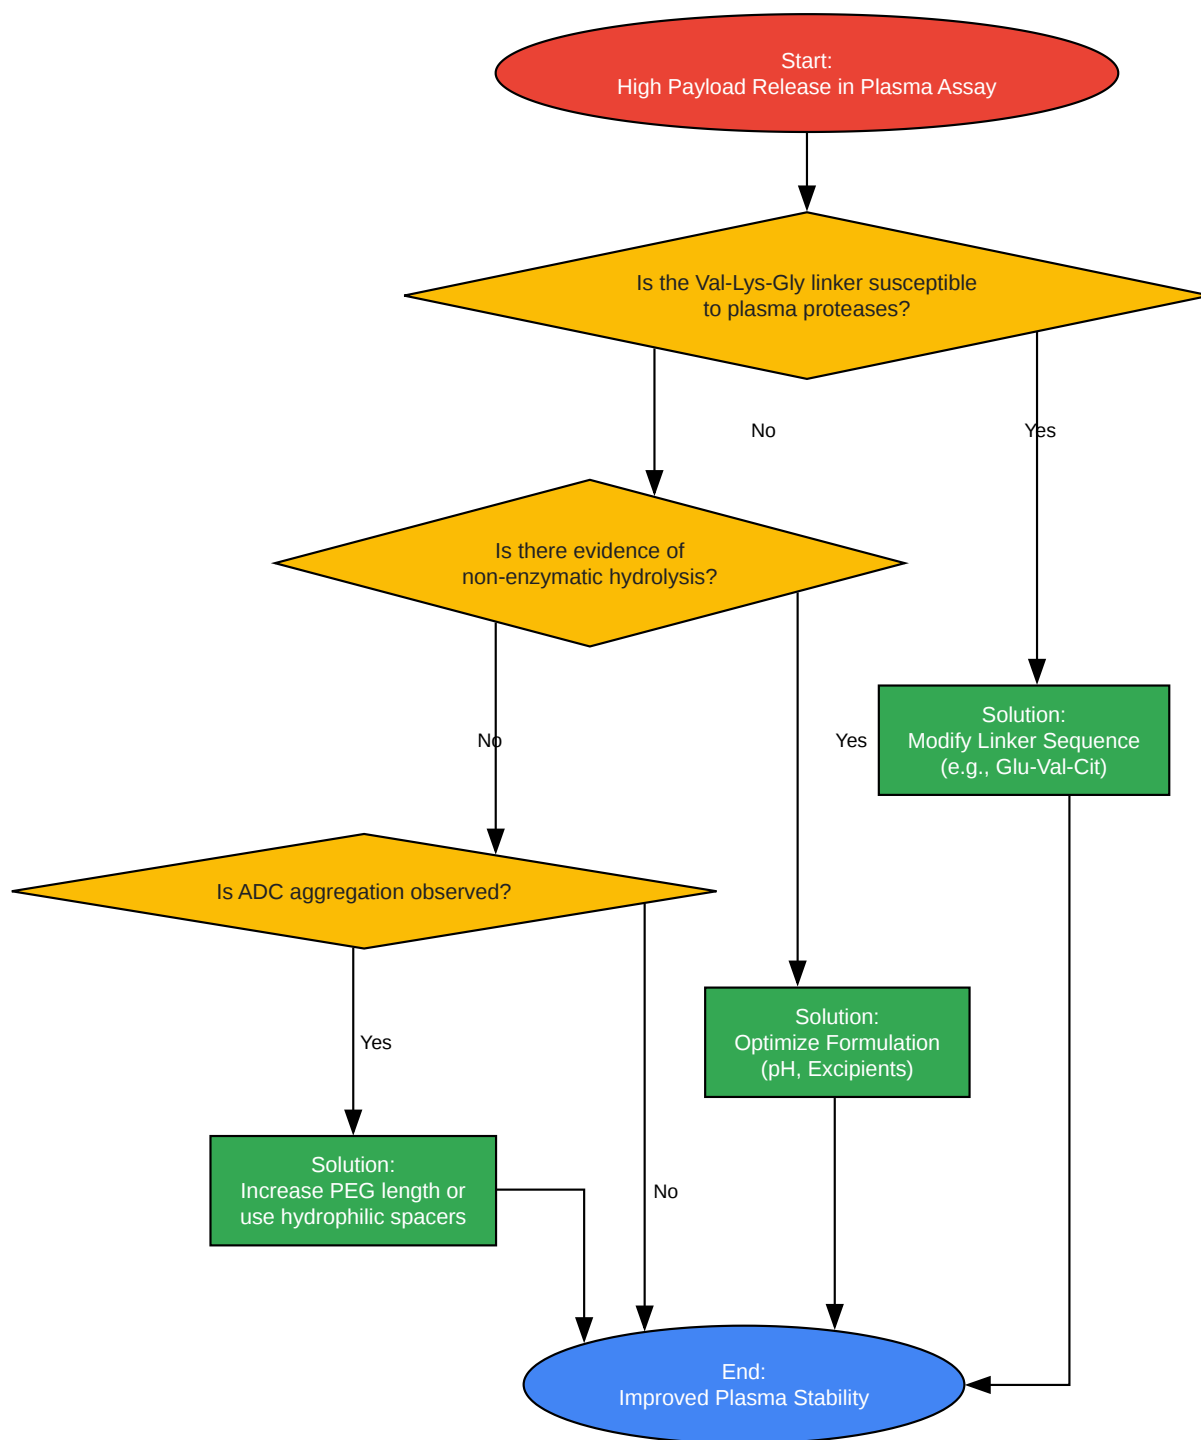 Start:
High Payload Release in Plasma Assay
Is the Val-Lys-Gly linker susceptible
to plasma proteases?
No
Yes
Is there evidence of
non-enzymatic hydrolysis?
Solution:
Modify Linker Sequence
(e.g., Glu-Val-Cit)
No
Yes
Is ADC aggregation observed?
Solution:
Optimize Formulation
(pH, Excipients)
Yes
Solution:
Increase PEG length or
use hydrophilic spacers
No
End:
Improved Plasma Stability